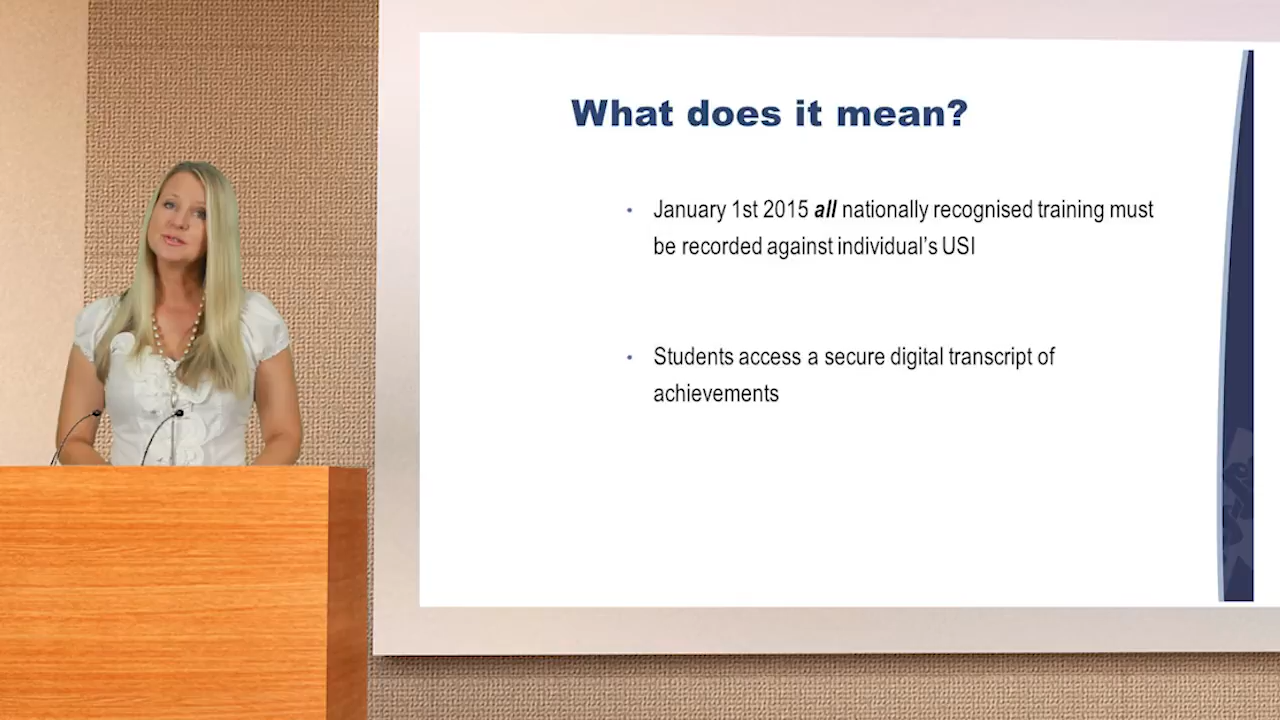 What does it mean?
• January 1st 2015 all nationally recognised training must
be recorded against individual's USI
• Students access a secure digital transcript of
achievements